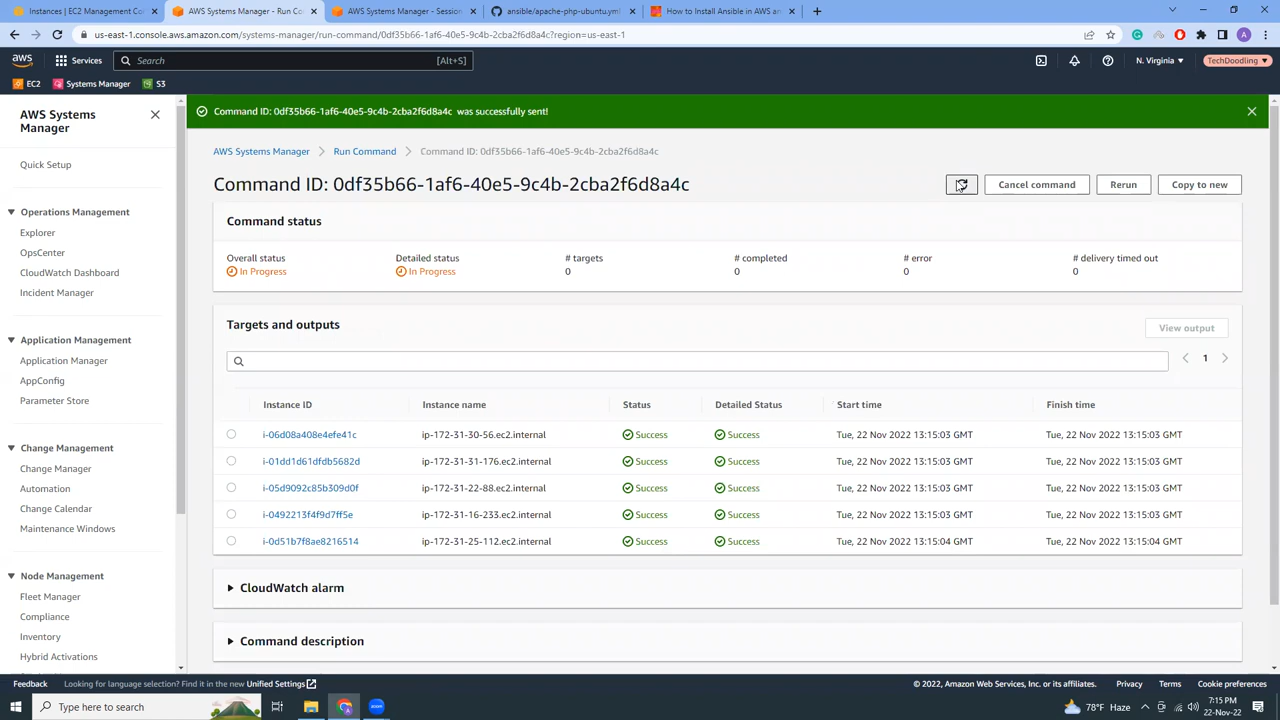 Instances | EC2 Management Co
AWS Systems Manager - Run Co
AWS Systems Manager - Session
ansible/apache-php-ubuntu.yml
How to Install Ansible in AWS an
us-east-1.console.aws.amazon.com/systems-manager/run-command/0df35b66-1af6-40e5-9c4b-2cba2f6d8a4c?region=us-east-1
aws
Services
Search
[Alt+S]
N. Virginia
TechDoodling
EC2
Systems Manager
S3
AWS Systems Manager
Quick Setup
Operations Management
Explorer
OpsCenter
CloudWatch Dashboard
Incident Manager
Application Management
Application Manager
AppConfig
Parameter Store
Change Management
Change Manager
Automation
Change Calendar
Maintenance Windows
Node Management
Fleet Manager
Compliance
Inventory
Hybrid Activations
Command ID: 0df35b66-1af6-40e5-9c4b-2cba2f6d8a4c was successfully sent!
AWS Systems Manager > Run Command > Command ID: 0df35b66-1af6-40e5-9c4b-2cba2f6d8a4c
Command ID: 0df35b66-1af6-40e5-9c4b-2cba2f6d8a4c
Cancel command
Rerun
Copy to new
Command status
Overall status Detailed status # targets # completed # error # delivery timed out
In Progress In Progress 0 0 0 0
Targets and outputs
View output
1
Instance ID Instance name Status Detailed Status Start time Finish time
i-06d08a408e4efe41c ip-172-31-30-56.ec2.internal Success Success Tue, 22 Nov 2022 13:15:03 GMT Tue, 22 Nov 2022 13:15:03 GMT
i-01dd1d61dfdb5682d ip-172-31-31-176.ec2.internal Success Success Tue, 22 Nov 2022 13:15:03 GMT Tue, 22 Nov 2022 13:15:03 GMT
i-05d9092c85b309d0f ip-172-31-22-88.ec2.internal Success Success Tue, 22 Nov 2022 13:15:03 GMT Tue, 22 Nov 2022 13:15:03 GMT
i-0492213f4f9d7ff5e ip-172-31-16-233.ec2.internal Success Success Tue, 22 Nov 2022 13:15:03 GMT Tue, 22 Nov 2022 13:15:03 GMT
i-0d51b7f8ae8216514 ip-172-31-25-112.ec2.internal Success Success Tue, 22 Nov 2022 13:15:04 GMT Tue, 22 Nov 2022 13:15:04 GMT
CloudWatch alarm
Command description
Feedback
Looking for language selection? Find it in the new Unified Settings
© 2022, Amazon Web Services, Inc. or its affiliates.
Privacy
Terms
Cookie preferences
Type here to search
zoom
78°F Haze
7:15 PM
22-Nov-22